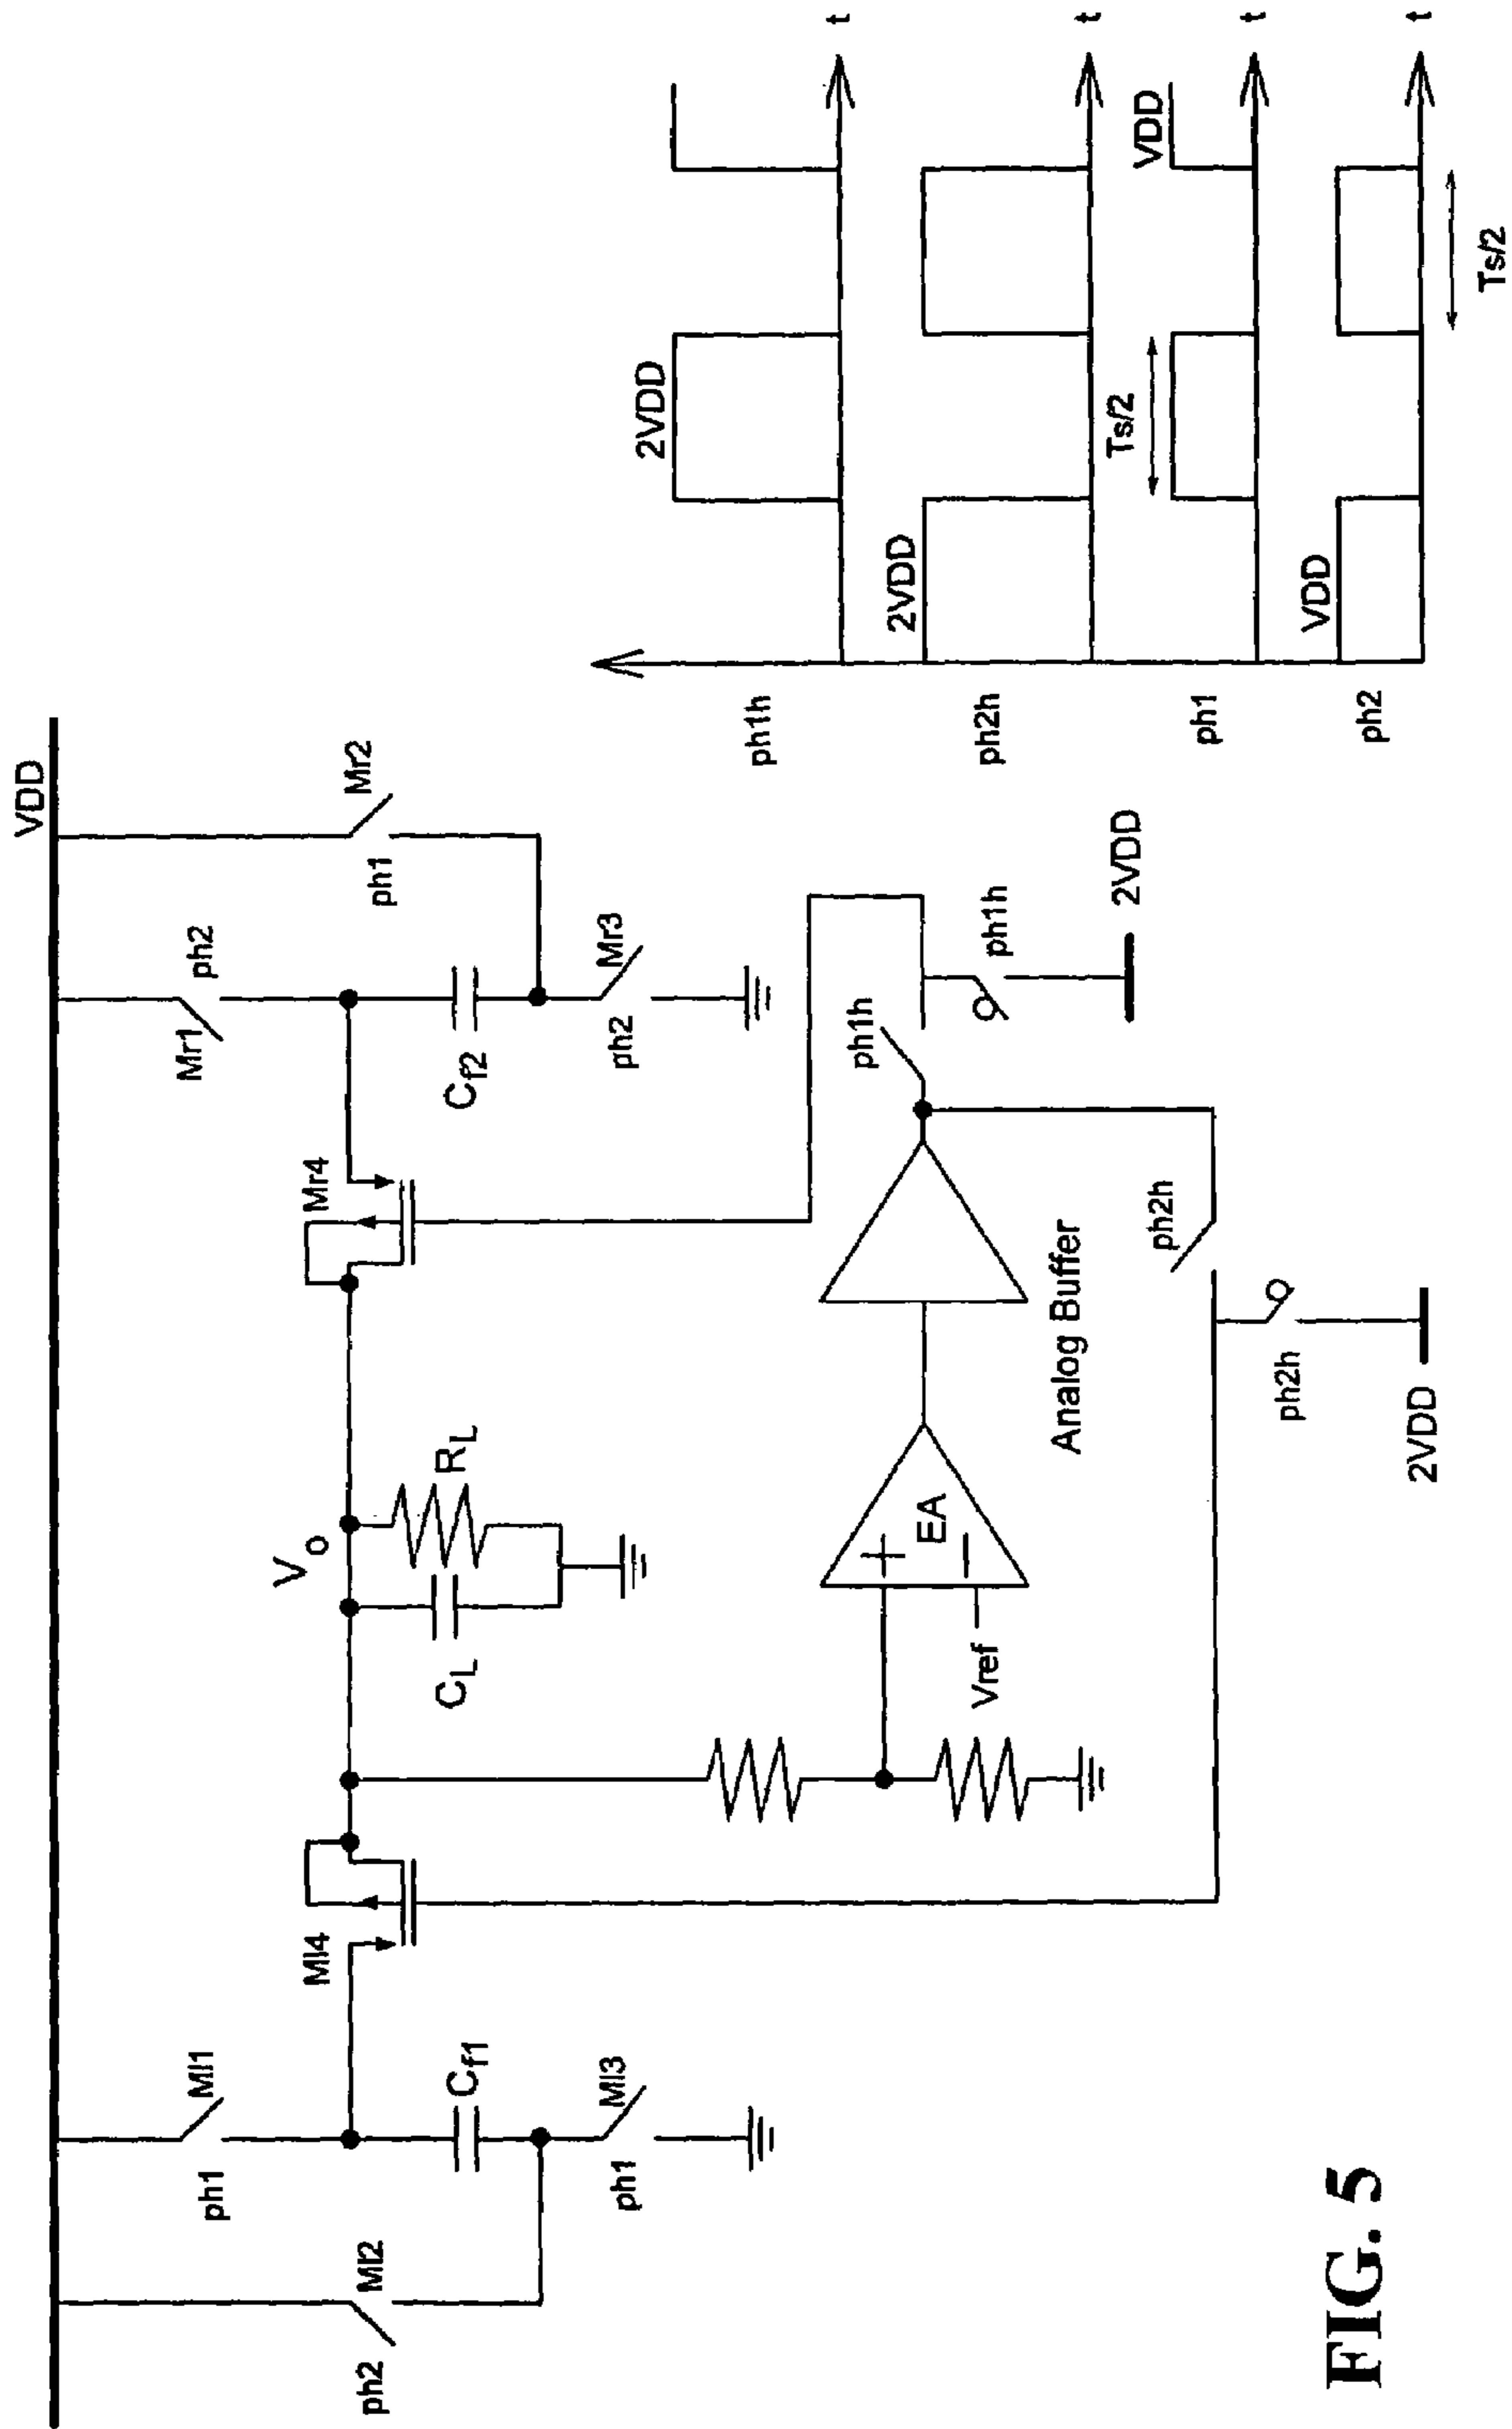 VDD
Ml2
ph2
Ml1
ph1
Cf1
Ml3
ph1
Ml4
Vo
CL
RL
Mr4
Mr1
ph2
Cf2
Mr3
ph2
Mr2
ph1
Vref
+
EA
−
Analog Buffer
ph1h
ph1h
2VDD
ph2h
ph2h
2VDD
ph1h
2VDD
t
ph2h
2VDD
t
ph1
Ts/2
VDD
t
ph2
VDD
t
Ts/2
FIG. 5